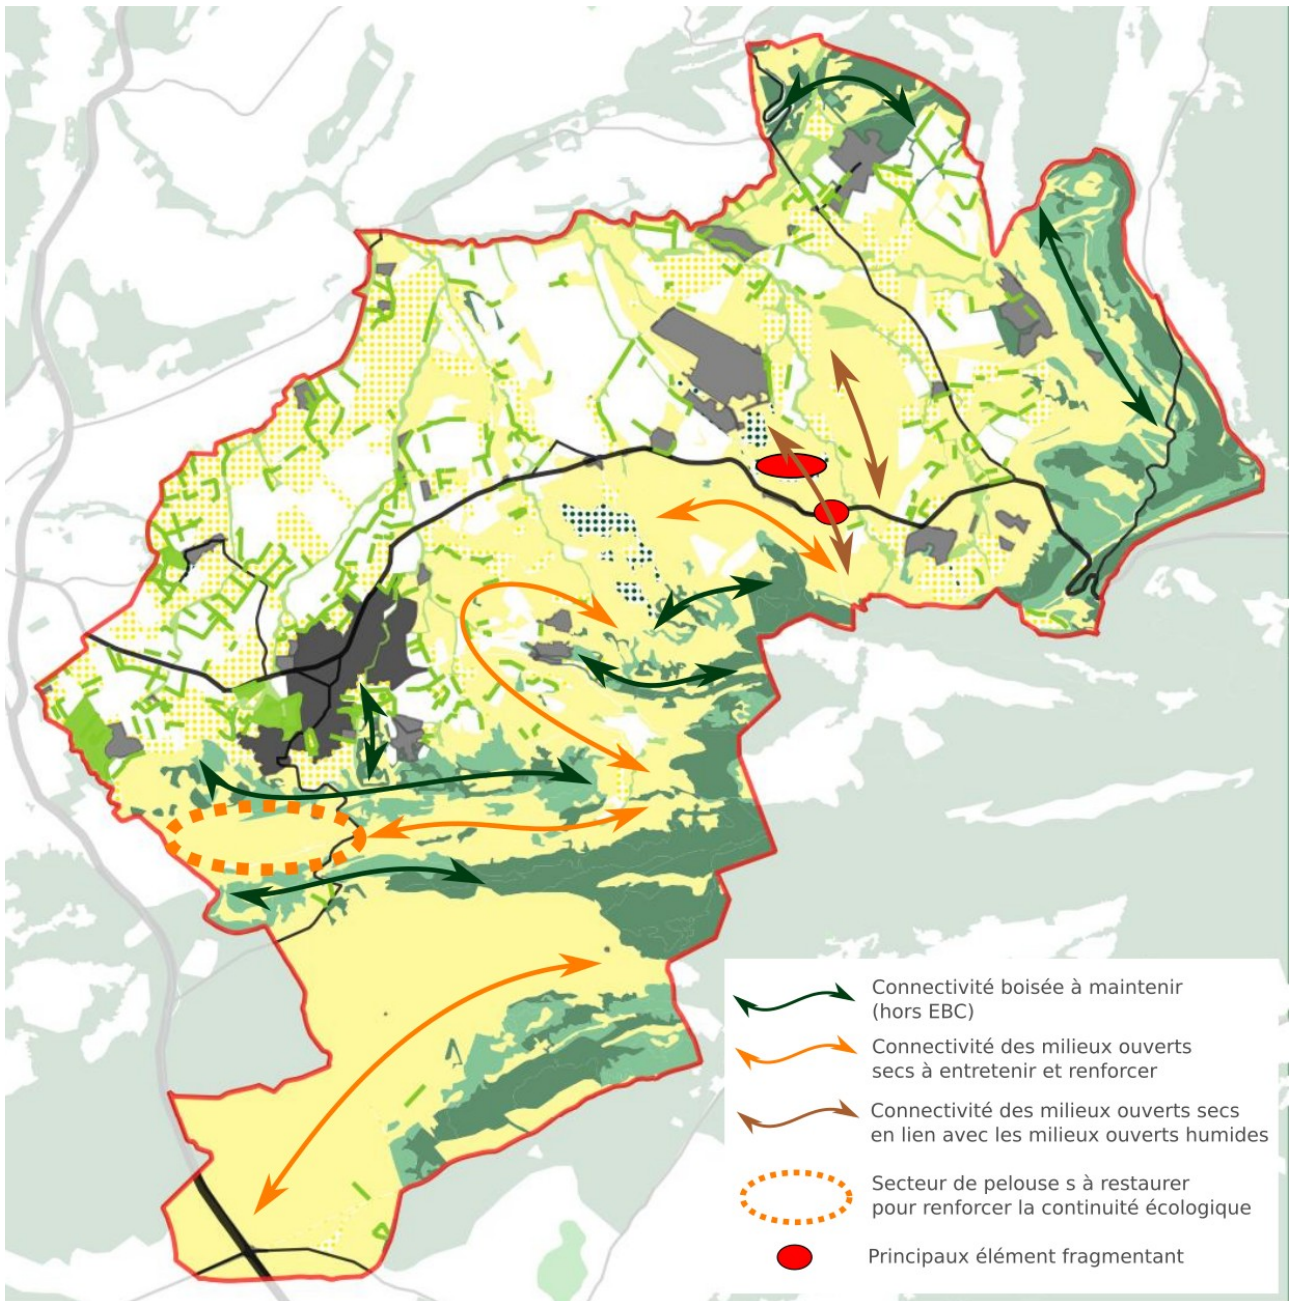 Connectivité boisée à maintenir
(hors EBC)
Connectivité des milieux ouverts
secs à entretenir et renforcer
Connectivité des milieux ouverts secs
en lien avec les milieux ouverts humides
Secteur de pelouse s à restaurer
pour renforcer la continuité écologique
Principaux élément fragmentant